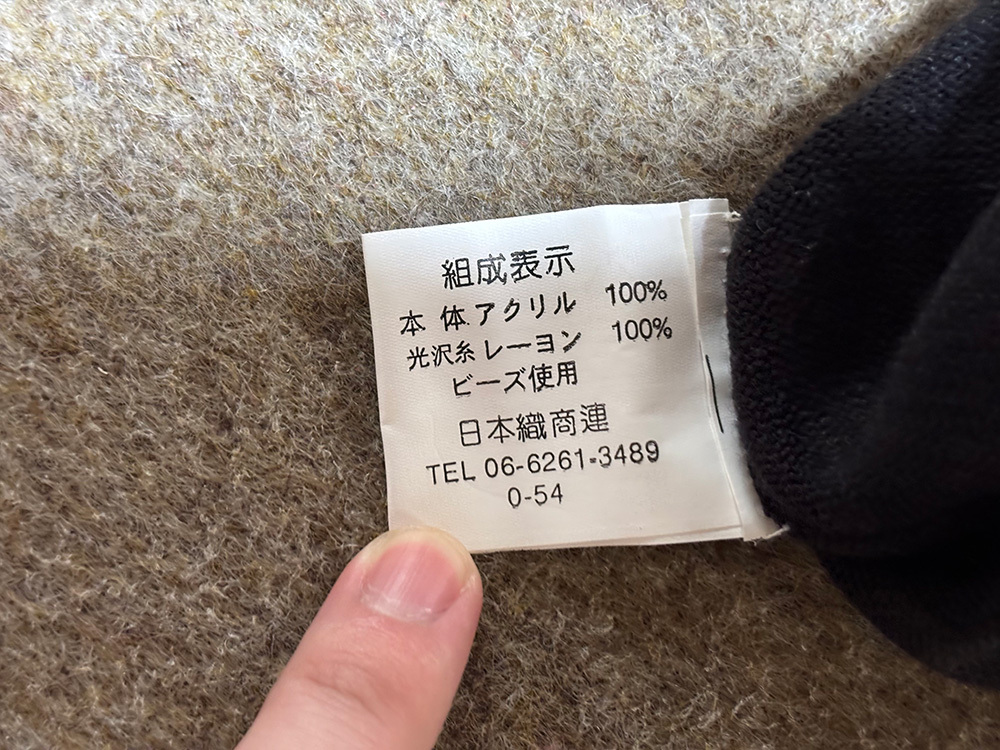 組成表示
本 体 アクリル 100%
光沢糸 レーヨン 100%
ビーズ使用
日本織商連
TEL 06-6261-3489
0-54